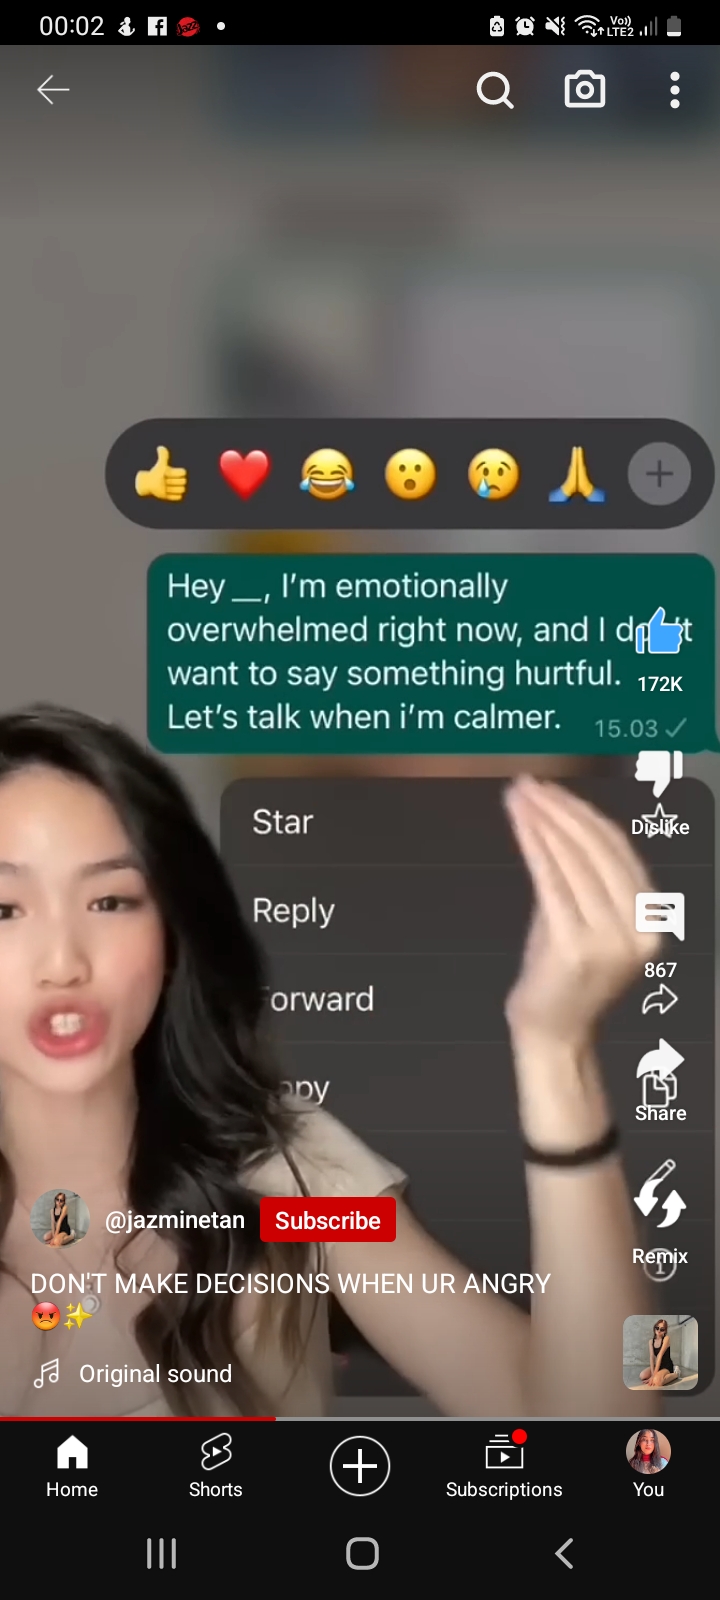 00:02
Vo))
LTE2
Hey __, I'm emotionally
overwhelmed right now, and I don't
want to say something hurtful.
Let's talk when i'm calmer.
15.03
172K
Star
Dislike
Reply
867
orward
py
Share
@jazminetan
Subscribe
Remix
DON'T MAKE DECISIONS WHEN UR ANGRY
😡✨
Original sound
Home
Shorts
Subscriptions
You